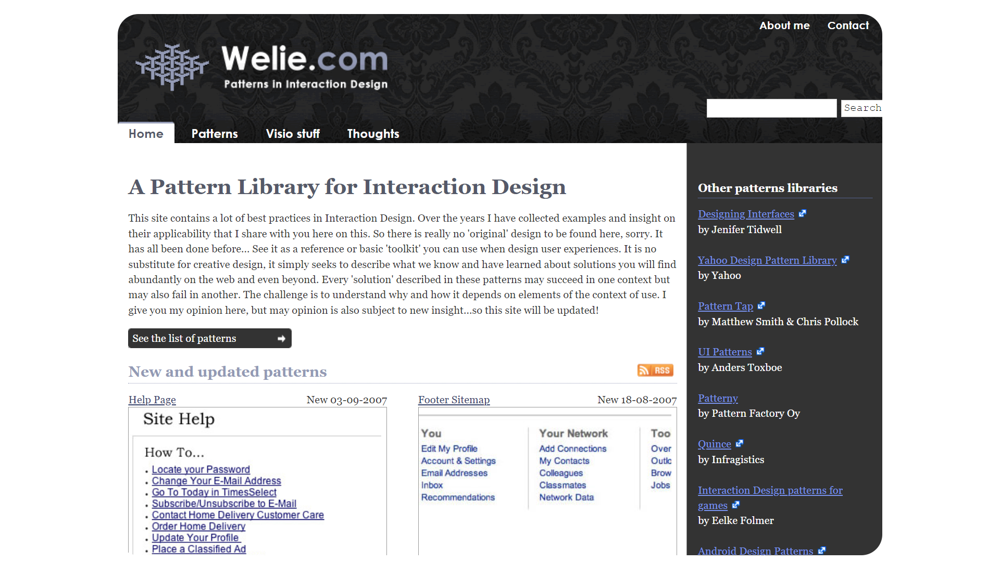 About me Contact
Welie.com
Patterns in Interaction Design
Search
Home Patterns Visio stuff Thoughts
A Pattern Library for Interaction Design
This site contains a lot of best practices in Interaction Design. Over the years I have collected examples and insight on
their applicability that I share with you here on this. So there is really no 'original' design to be found here, sorry. It
has all been done before... See it as a reference or basic 'toolkit' you can use when design user experiences. It is no
substitute for creative design, it simply seeks to describe what we know and have learned about solutions you will find
abundantly on the web and even beyond. Every 'solution' described in these patterns may succeed in one context but
may also fail in another. The challenge is to understand why and how it depends on elements of the context of use. I
give you my opinion here, but may opinion is also subject to new insight...so this site will be updated!
See the list of patterns
New and updated patterns
RSS
Help Page New 03-09-2007
Site Help
How To...
Locate your Password
Change Your E-Mail Address
Go To Today in TimesSelect
Subscribe/Unsubscribe to E-Mail
Contact Home Delivery Customer Care
Order Home Delivery
Update Your Profile
Place a Classified Ad
Footer Sitemap New 18-08-2007
You
Edit My Profile
Account & Settings
Email Addresses
Inbox
Recommendations
Your Network
Add Connections
My Contacts
Colleagues
Classmates
Network Data
Too
Over
Outlo
Brow
Jobs
Other patterns libraries
Designing Interfaces
by Jenifer Tidwell
Yahoo Design Pattern Library
by Yahoo
Pattern Tap
by Matthew Smith & Chris Pollock
UI Patterns
by Anders Toxboe
Patterny
by Pattern Factory Oy
Quince
by Infragistics
Interaction Design patterns for
games
by Eelke Folmer
Android Design Patterns